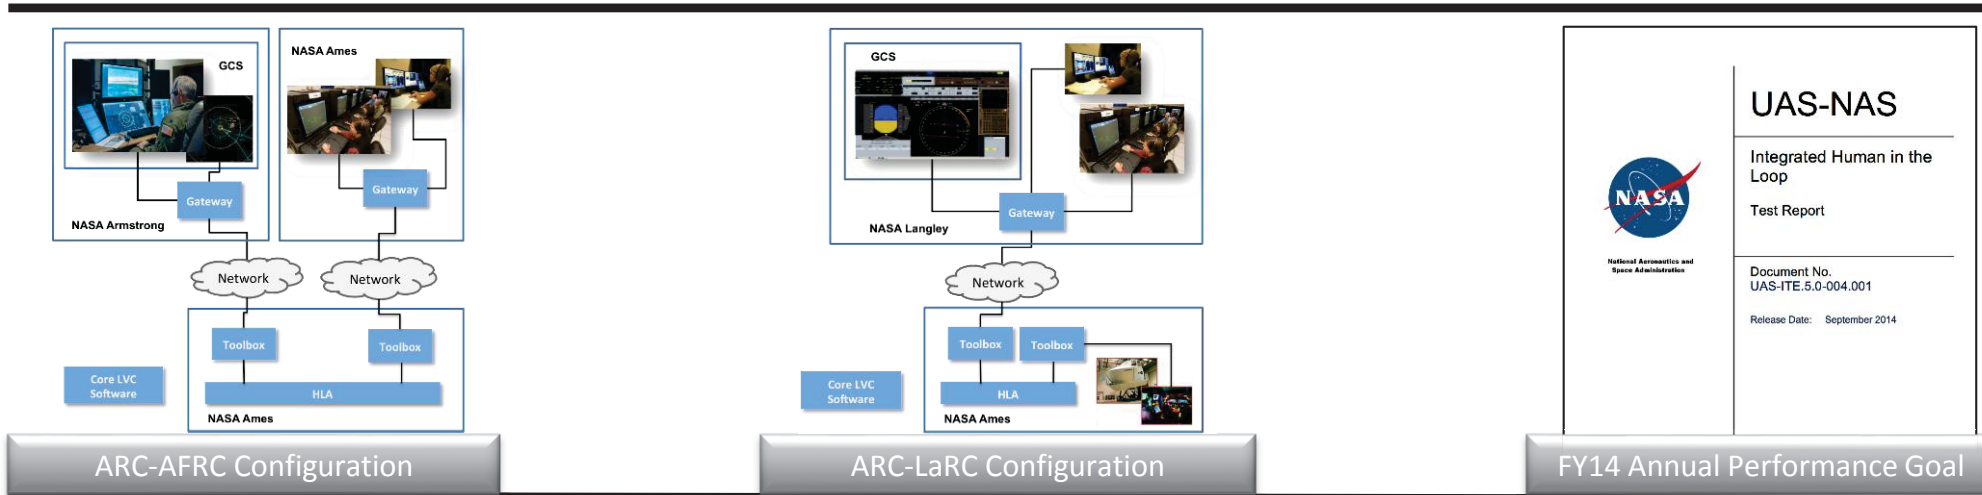 GCS
NASA Armstrong
Gateway
NASA Ames
Gateway
Network
Network
Toolbox
Toolbox
HLA
NASA Ames
Core LVC
Software
ARC-AFRC Configuration
GCS
Gateway
NASA Langley
Network
Toolbox
Toolbox
HLA
NASA Ames
Core LVC
Software
ARC-LaRC Configuration
NASA
National Aeronautics and
Space Administration
UAS-NAS
Integrated Human in the
Loop
Test Report
Document No.
UAS-ITE.5.0-004.001
Release Date: September 2014
FY14 Annual Performance Goal